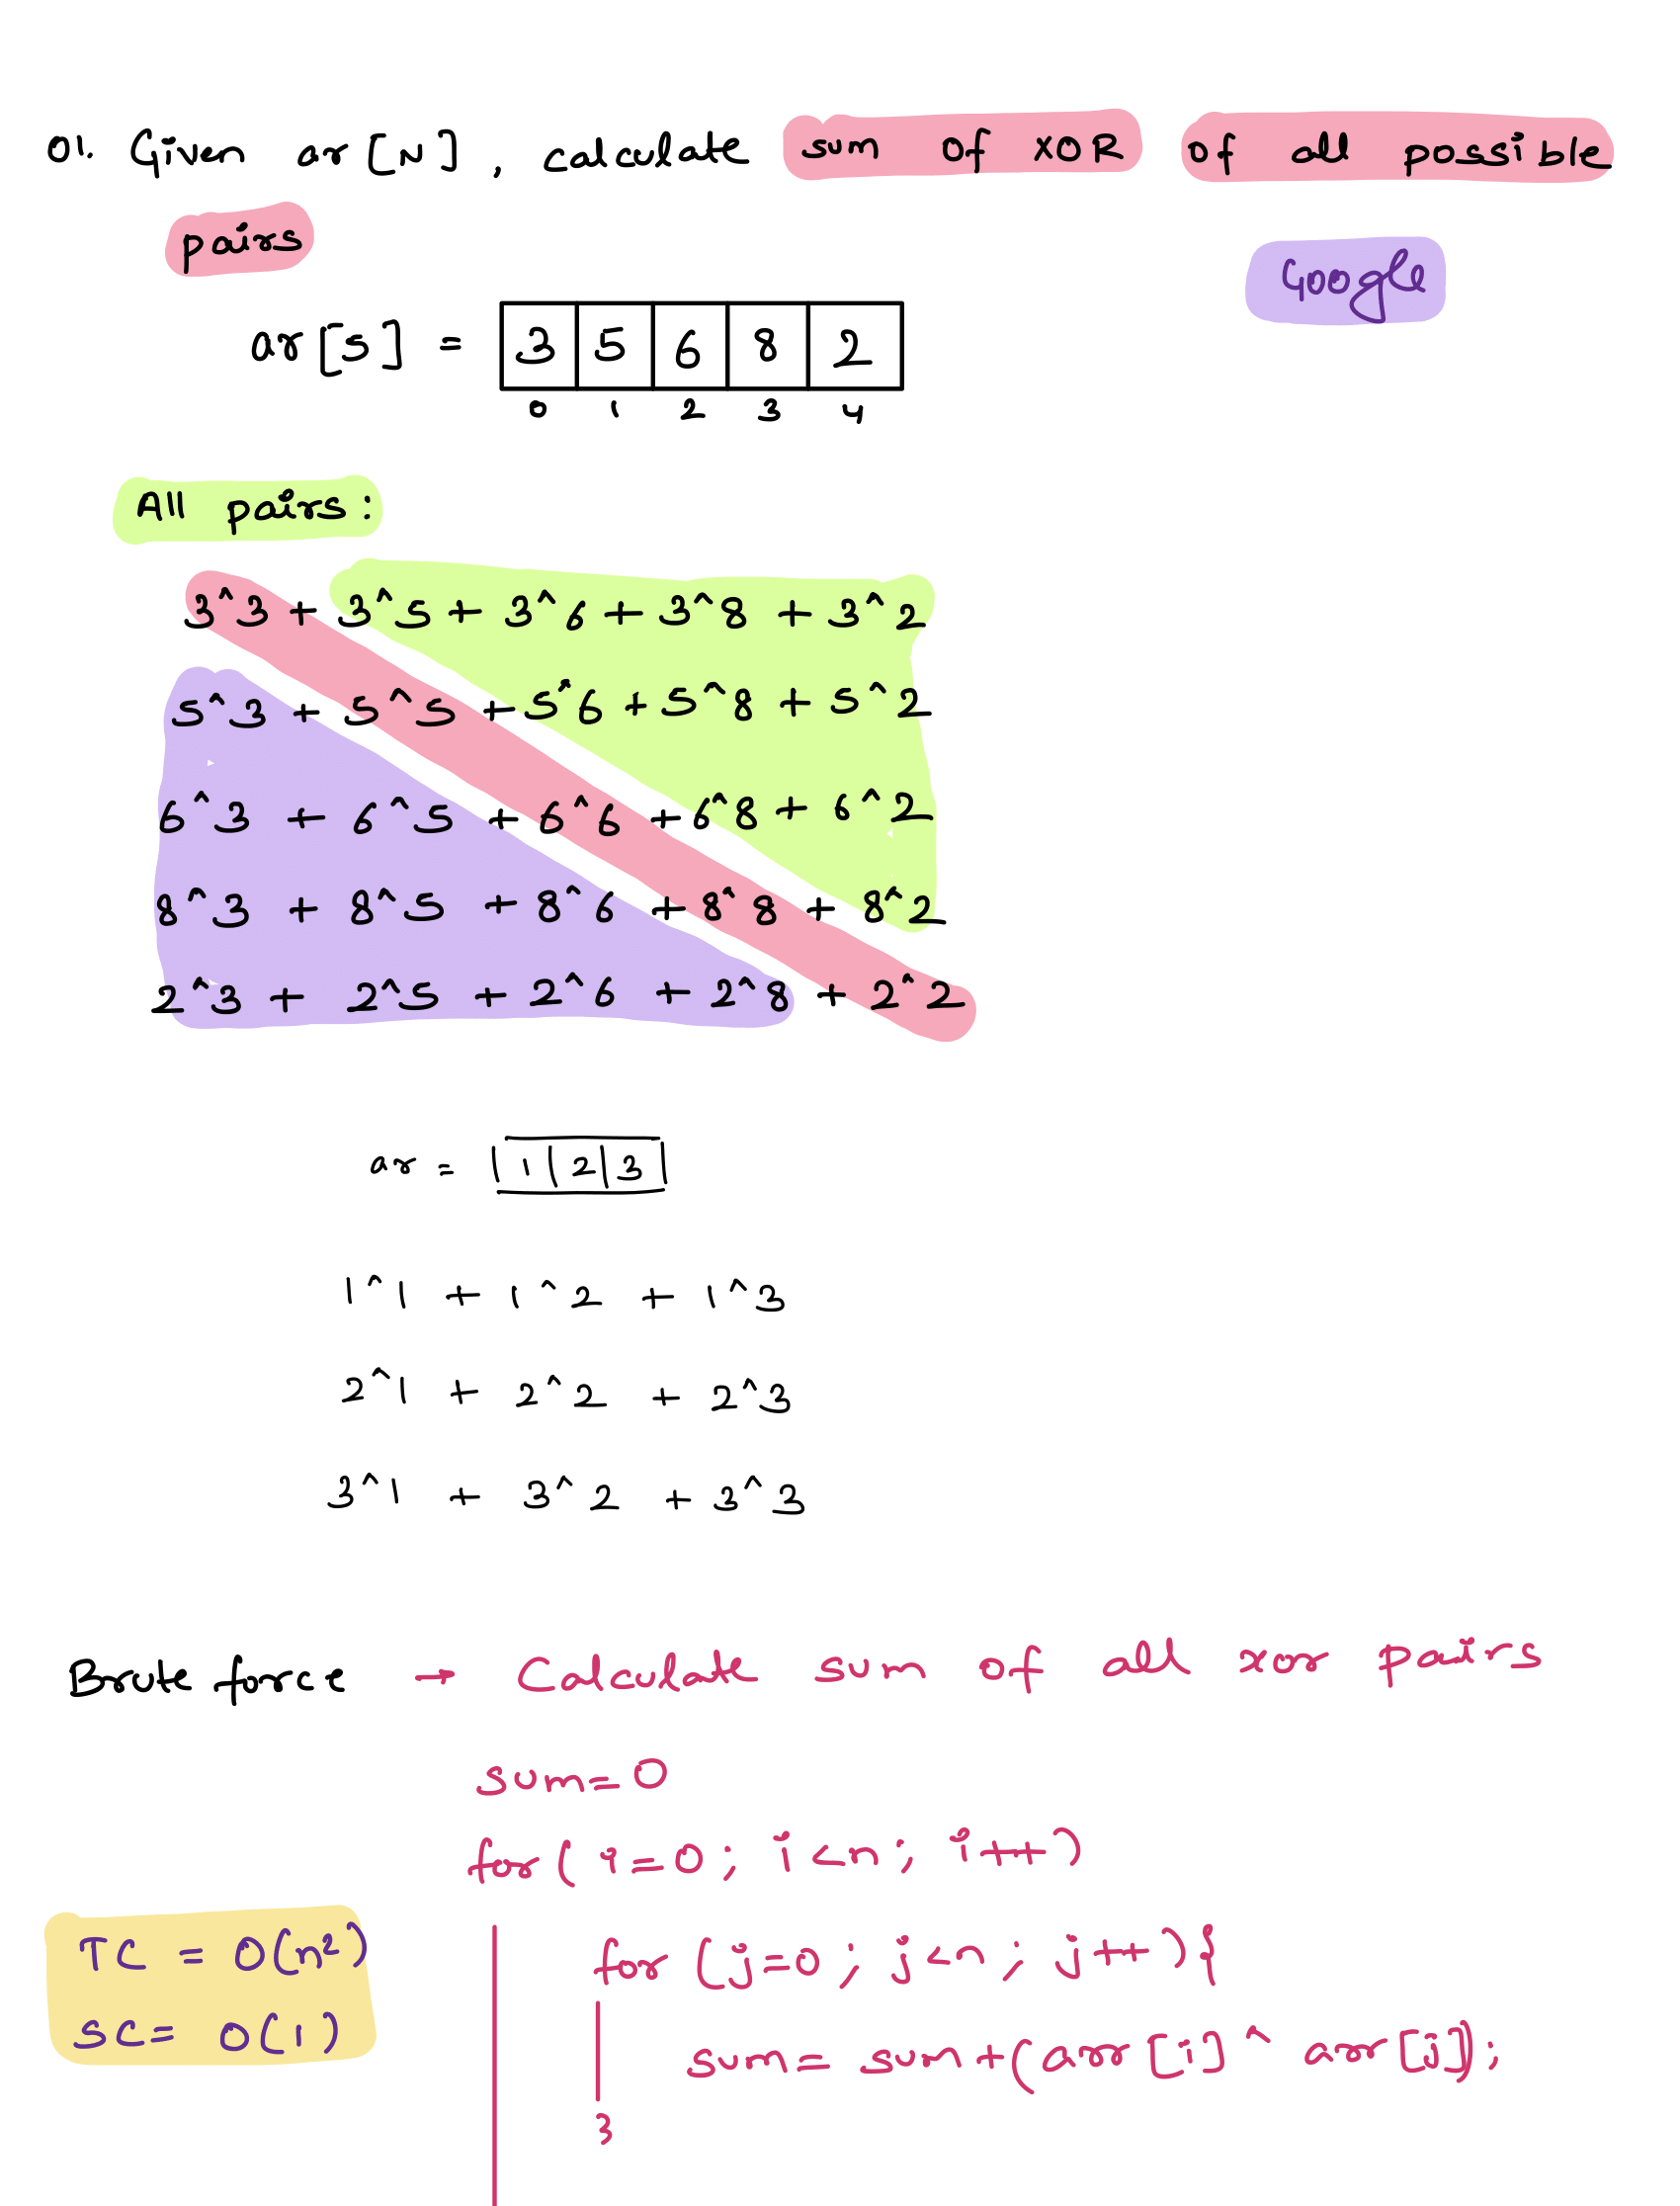 01. Given ar[N], calculate sum of XOR of all possible
pairs
Google
ar[5] = 3 5 6 8 2
0 1 2 3 4
All pairs:
3^3 + 3^5 + 3^6 + 3^8 + 3^2
5^3 + 5^5 + 5^6 + 5^8 + 5^2
6^3 + 6^5 + 6^6 + 6^8 + 6^2
8^3 + 8^5 + 8^6 + 8^8 + 8^2
2^3 + 2^5 + 2^6 + 2^8 + 2^2
ar = | 1 | 2 | 3 |
1^1 + 1^2 + 1^3
2^1 + 2^2 + 2^3
3^1 + 3^2 + 3^3
Brute force → Calculate sum of all xor pairs
sum=0
for( i=0; i<n; i++)
TC = O(n²)
for (j=0; j<n; j++){
SC= O(1)
sum= sum+(arr[i] ^ arr[j]);
}